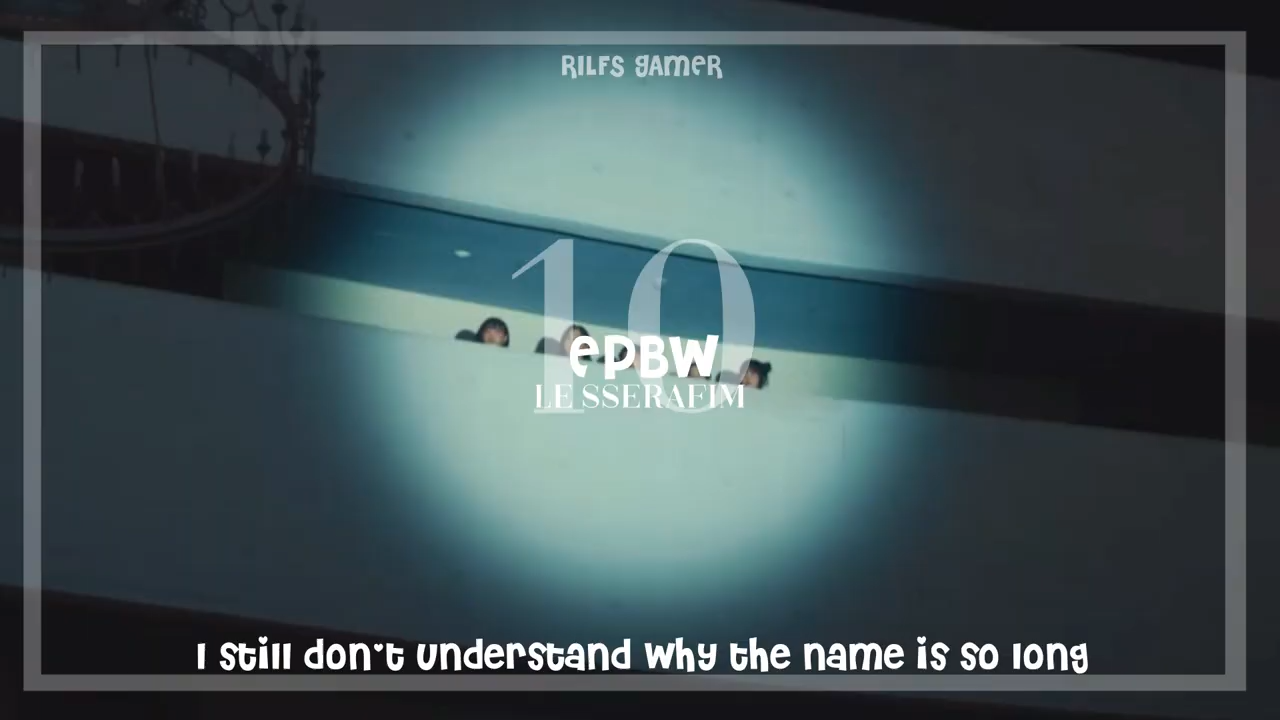 RILFS GAMER
10
EPBW
LE SSERAFIM
I still don't understand why the name is so long